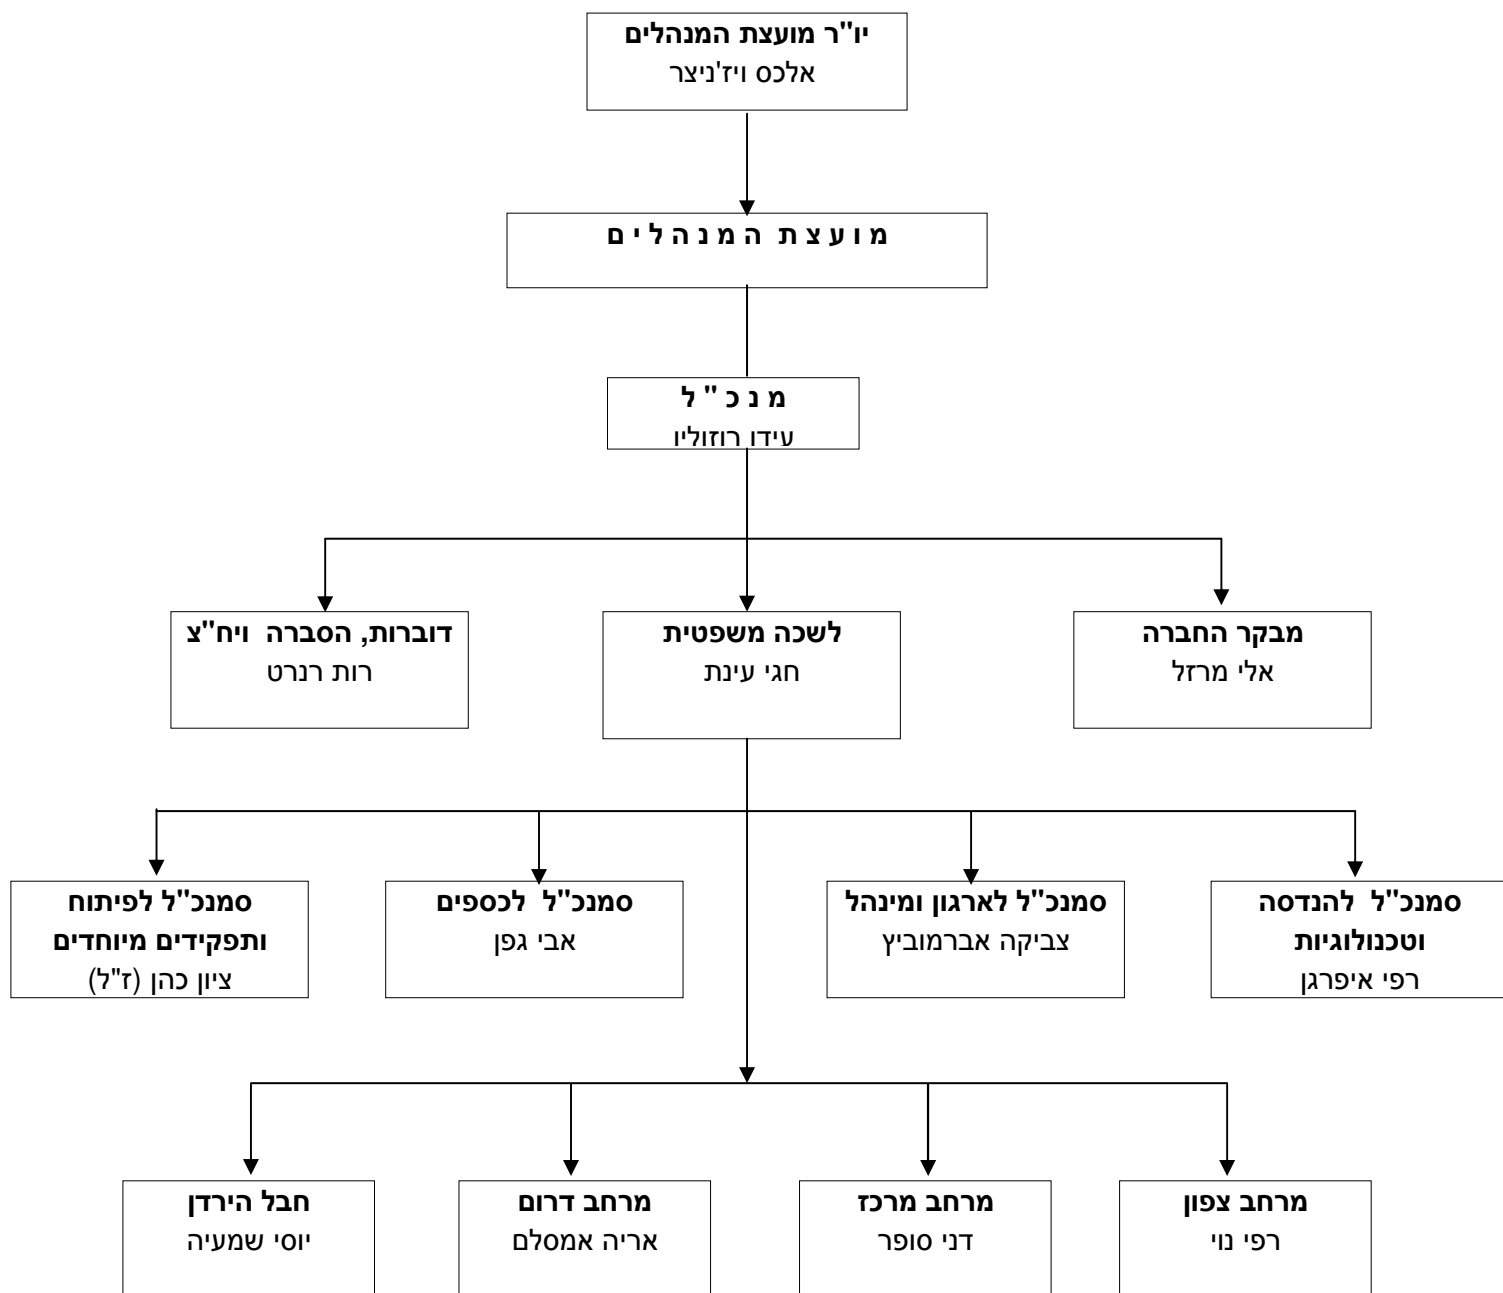 יו"ר מועצת המנהלים
אלכס ויז'ניצר
מ ו ע צ ת ה מ נ ה ל י ם
מ נ כ " ל
עידו רוזוליו
מבקר החברה
אלי מרזל
לשכה משפטית
חגי עינת
דוברות, הסברה ויח"צ
רות רנרט
סמנכ"ל להנדסה
וטכנולוגיות
רפי איפרגן
סמנכ"ל לארגון ומינהל
צביקה אברמוביץ
סמנכ"ל לכספים
אבי גפן
סמנכ"ל לפיתוח
ותפקידים מיוחדים
ציון כהן (ז"ל)
מרחב צפון
רפי נוי
מרחב מרכז
דני סופר
מרחב דרום
אריה אמסלם
חבל הירדן
יוסי שמעיה